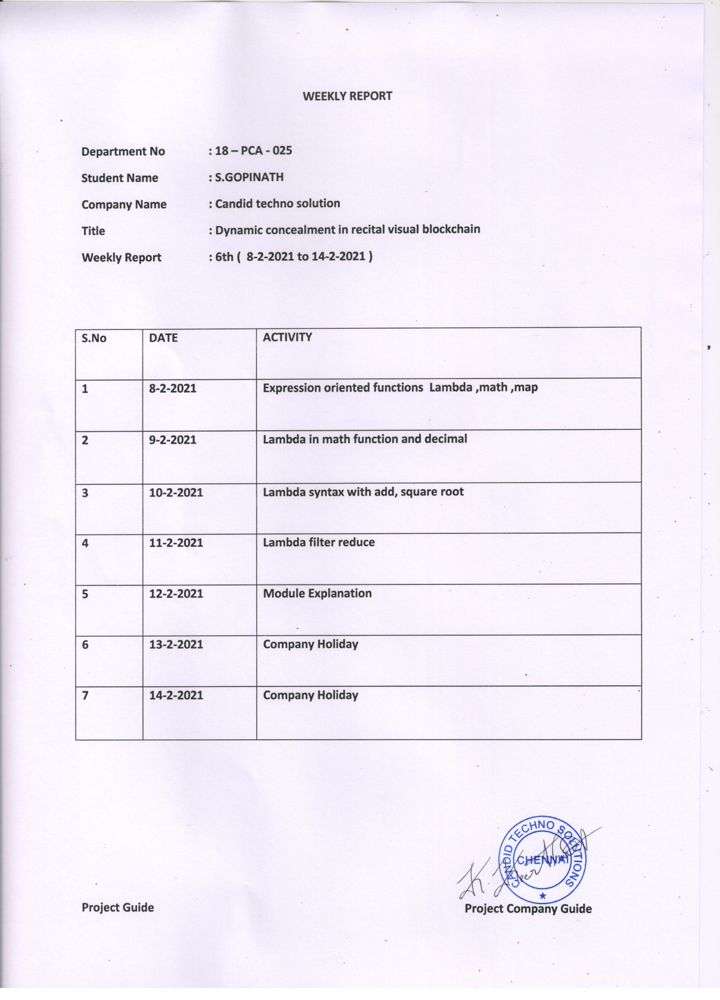 WEEKLY REPORT
Department No : 18 – PCA - 025
Student Name : S.GOPINATH
Company Name : Candid techno solution
Title : Dynamic concealment in recital visual blockchain
Weekly Report : 6th ( 8-2-2021 to 14-2-2021 )
S.No DATE ACTIVITY
1 8-2-2021 Expression oriented functions Lambda ,math ,map
2 9-2-2021 Lambda in math function and decimal
3 10-2-2021 Lambda syntax with add, square root
4 11-2-2021 Lambda filter reduce
5 12-2-2021 Module Explanation
6 13-2-2021 Company Holiday
7 14-2-2021 Company Holiday
CANDID TECHNO SOLUTIONS
CHENNAI
K.
Project Guide Project Company Guide